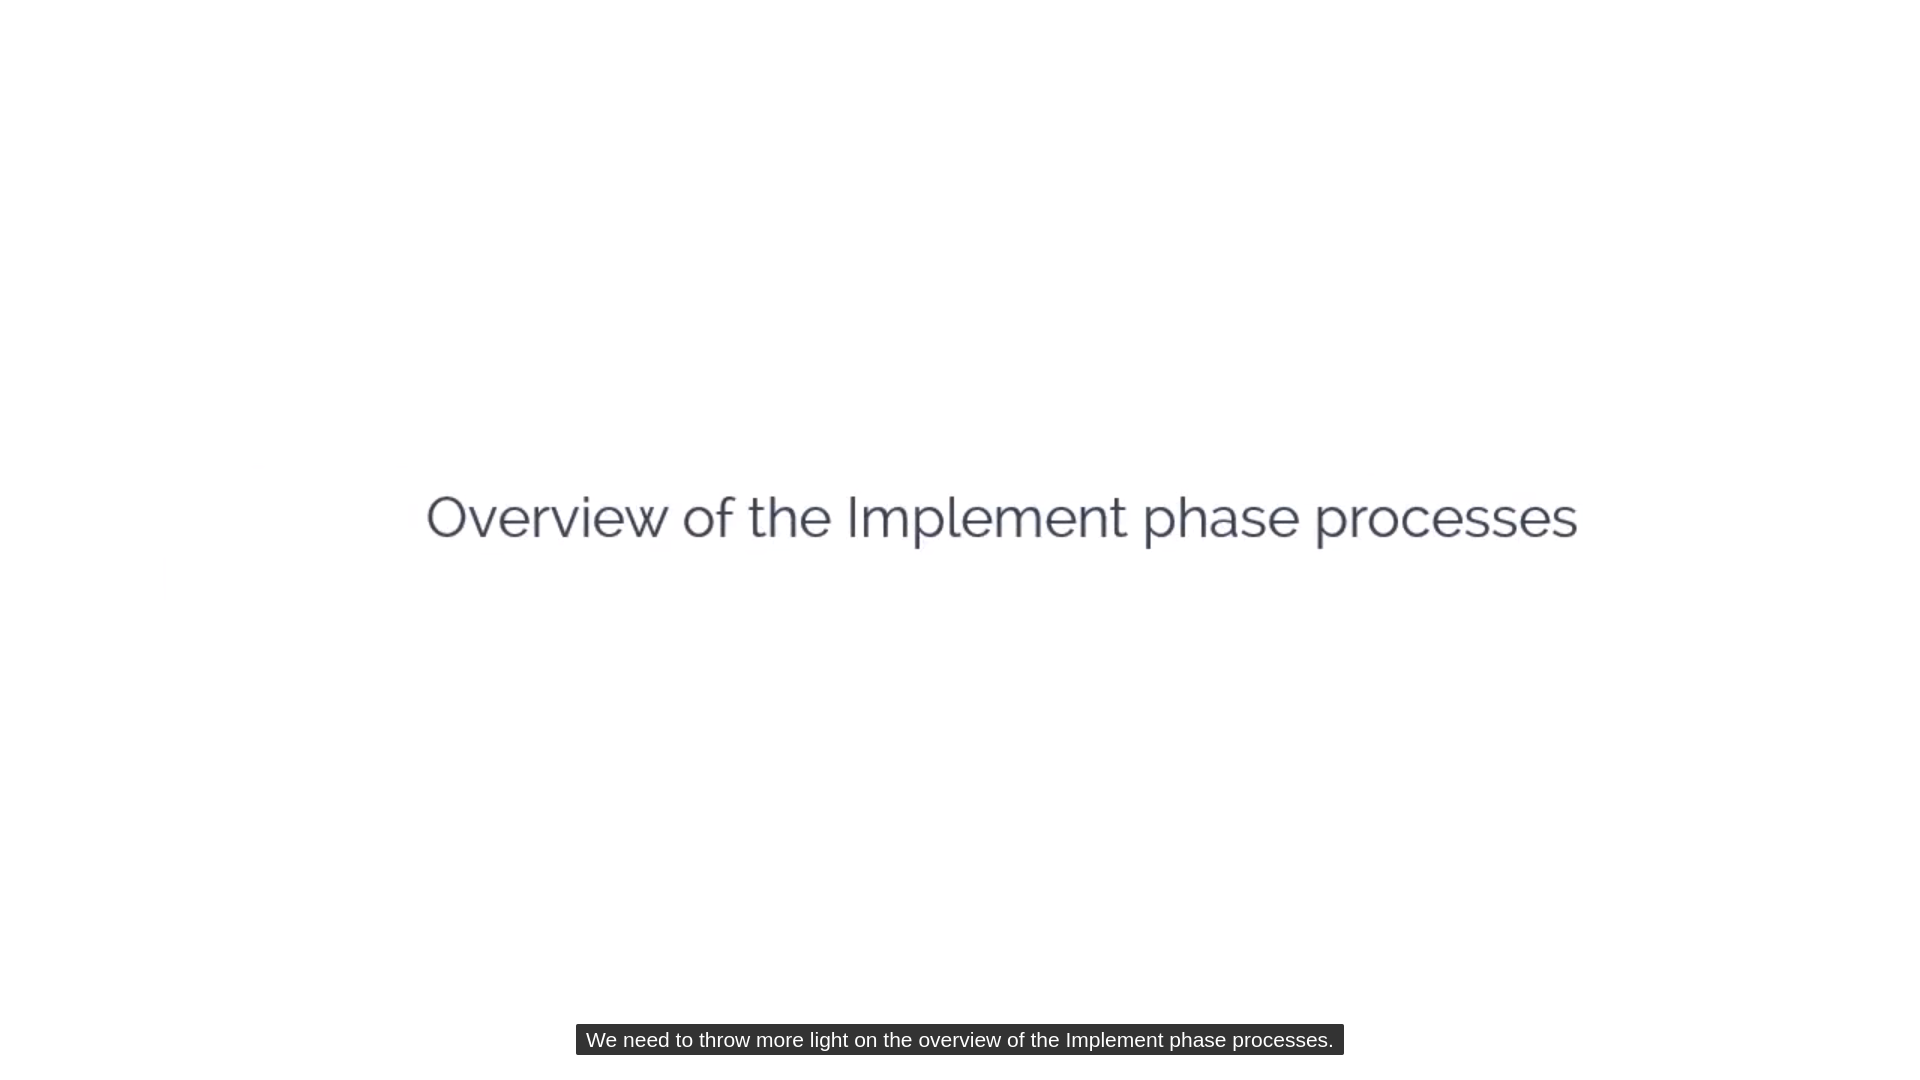 Overview of the Implement phase processes
We need to throw more light on the overview of the Implement phase processes.